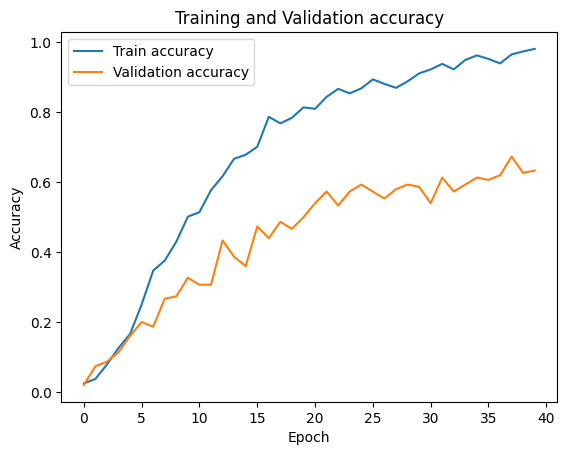 Training and Validation accuracy
Train accuracy
Validation accuracy
Accuracy
1.0
0.8
0.6
0.4
0.2
0.0
0 5 10 15 20 25 30 35 40
Epoch